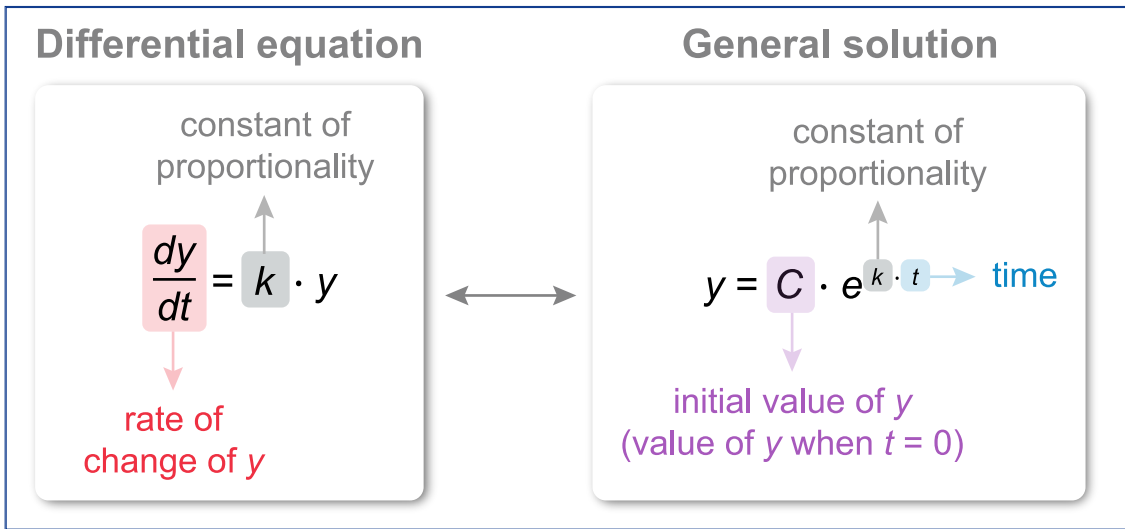 Differential equation
constant of
proportionality
dy/dt = k · y
rate of
change of y
General solution
constant of
proportionality
y = C · e^{k · t}
time
initial value of y
(value of y when t = 0)